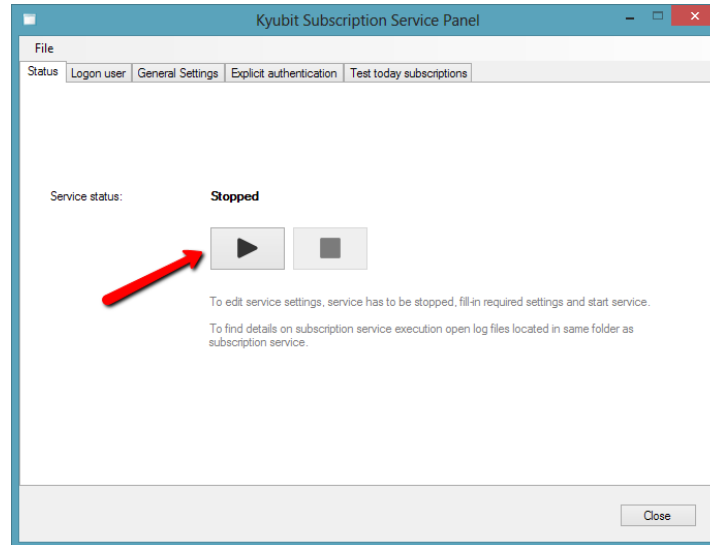 Kyubit Subscription Service Panel
File
Status Logon user General Settings Explicit authentication Test today subscriptions
Service status: Stopped
To edit service settings, service has to be stopped, fill-in required settings and start service.
To find details on subscription service execution open log files located in same folder as
subscription service.
Close